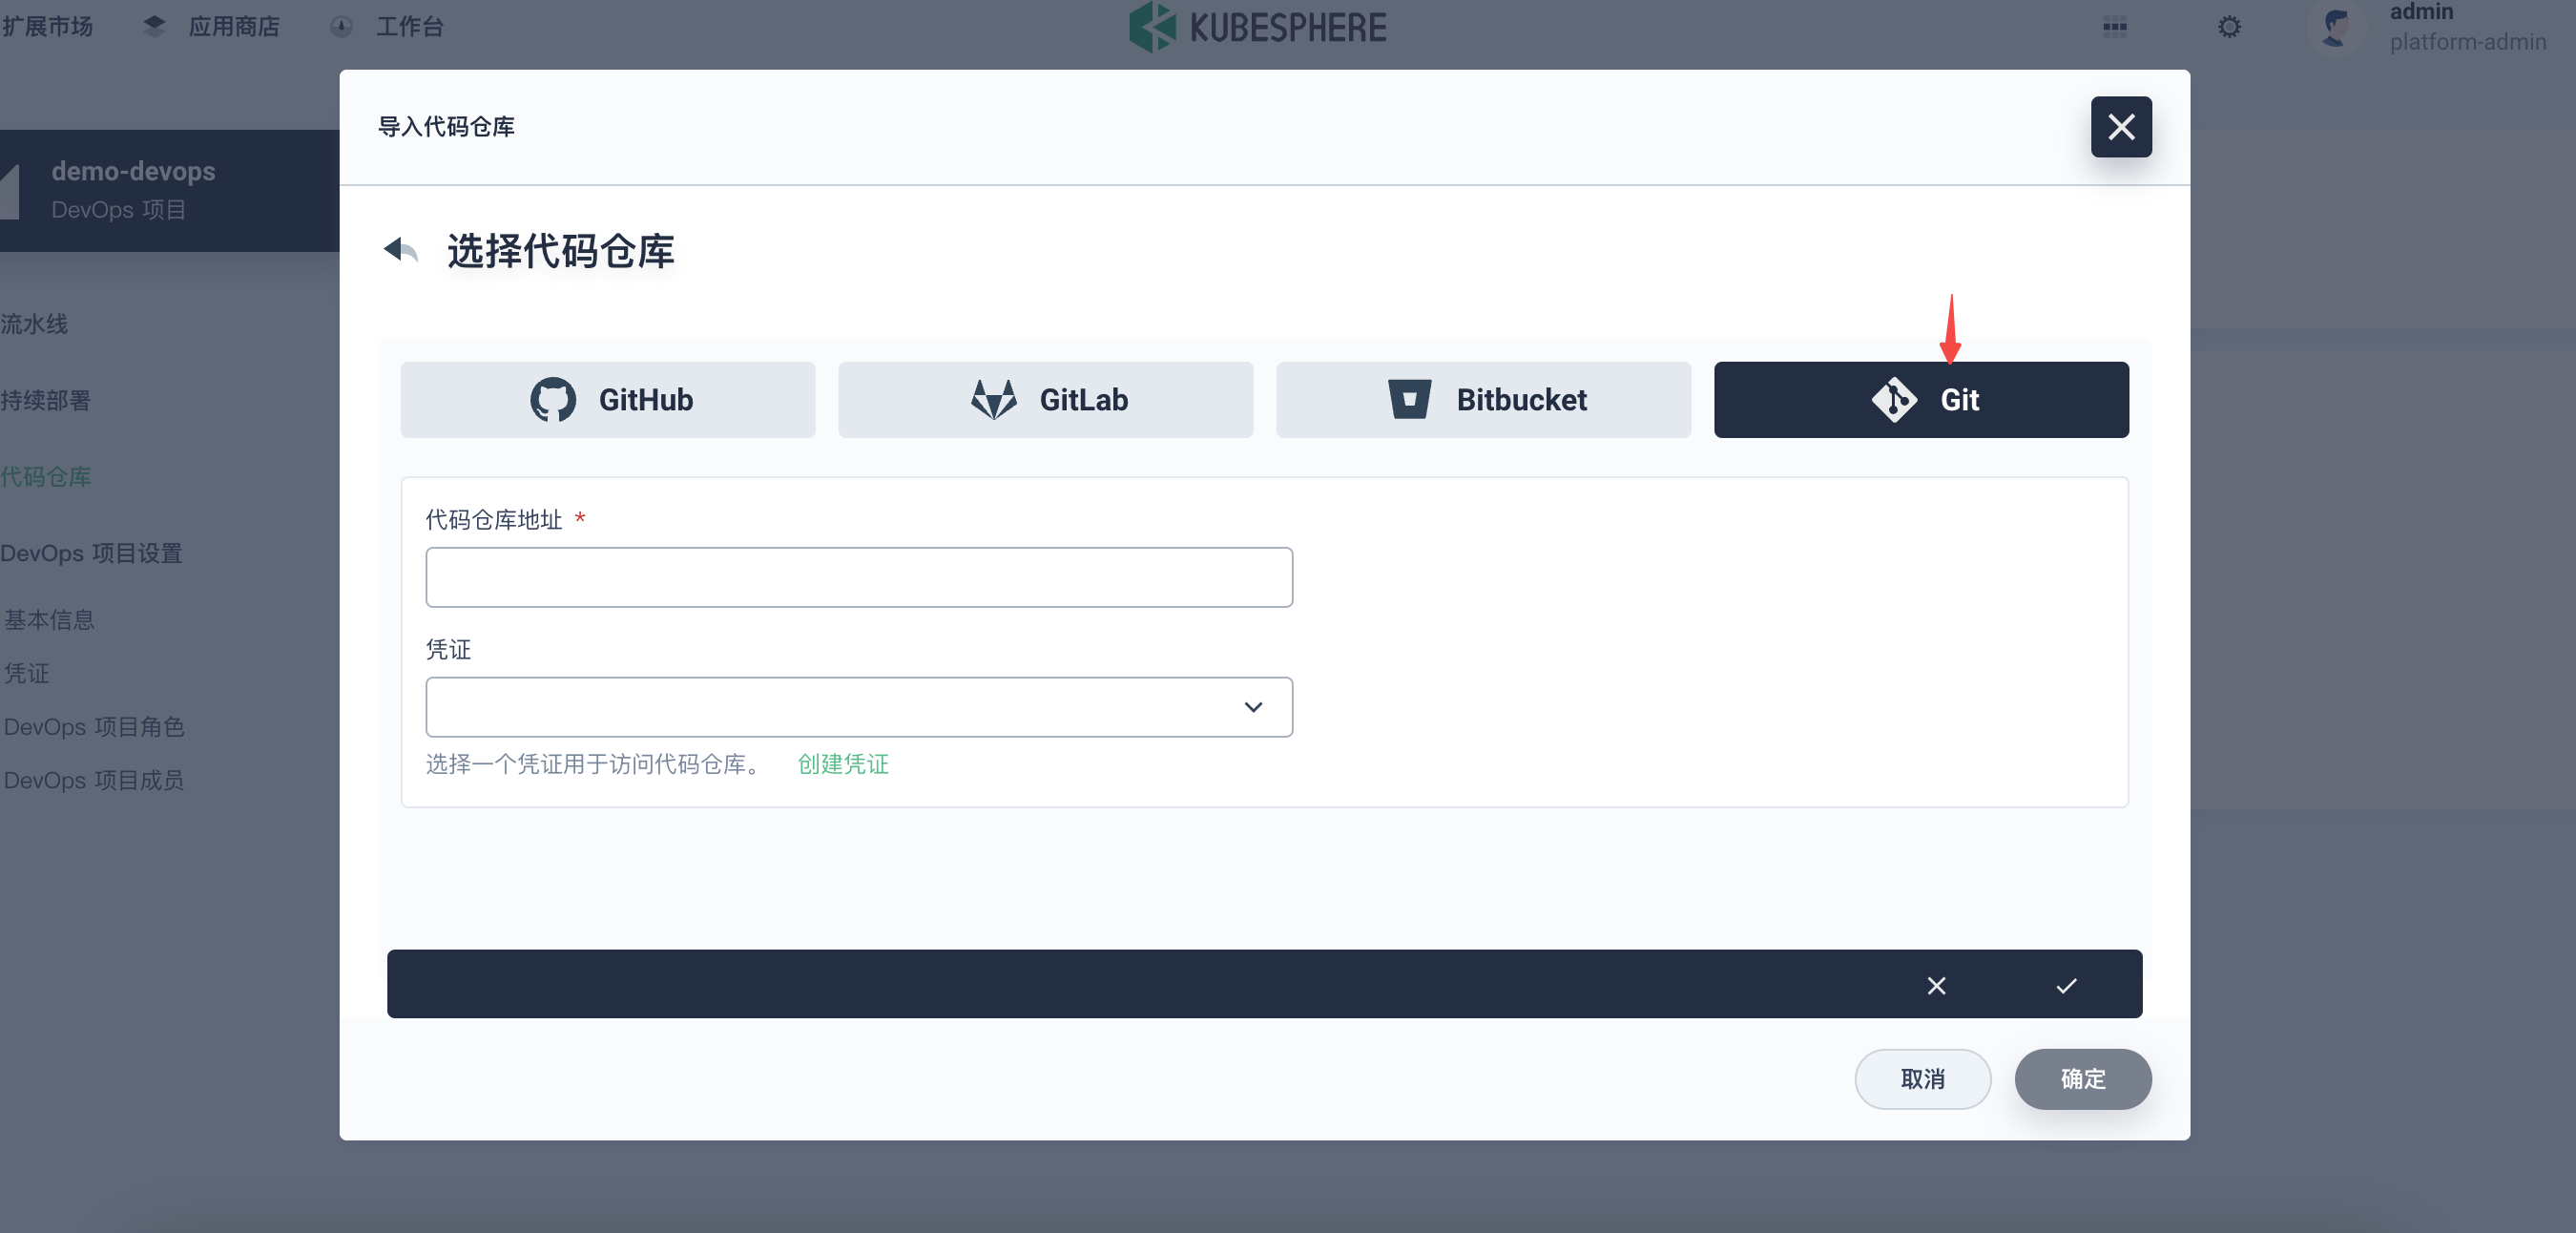 扩展市场 应用商店 工作台 KUBESPHERE admin
platform-admin
demo-devops
DevOps 项目
流水线
持续部署
代码仓库
DevOps 项目设置
基本信息
凭证
DevOps 项目角色
DevOps 项目成员
导入代码仓库
选择代码仓库
GitHub GitLab Bitbucket Git
代码仓库地址 *
凭证
选择一个凭证用于访问代码仓库。 创建凭证
取消 确定